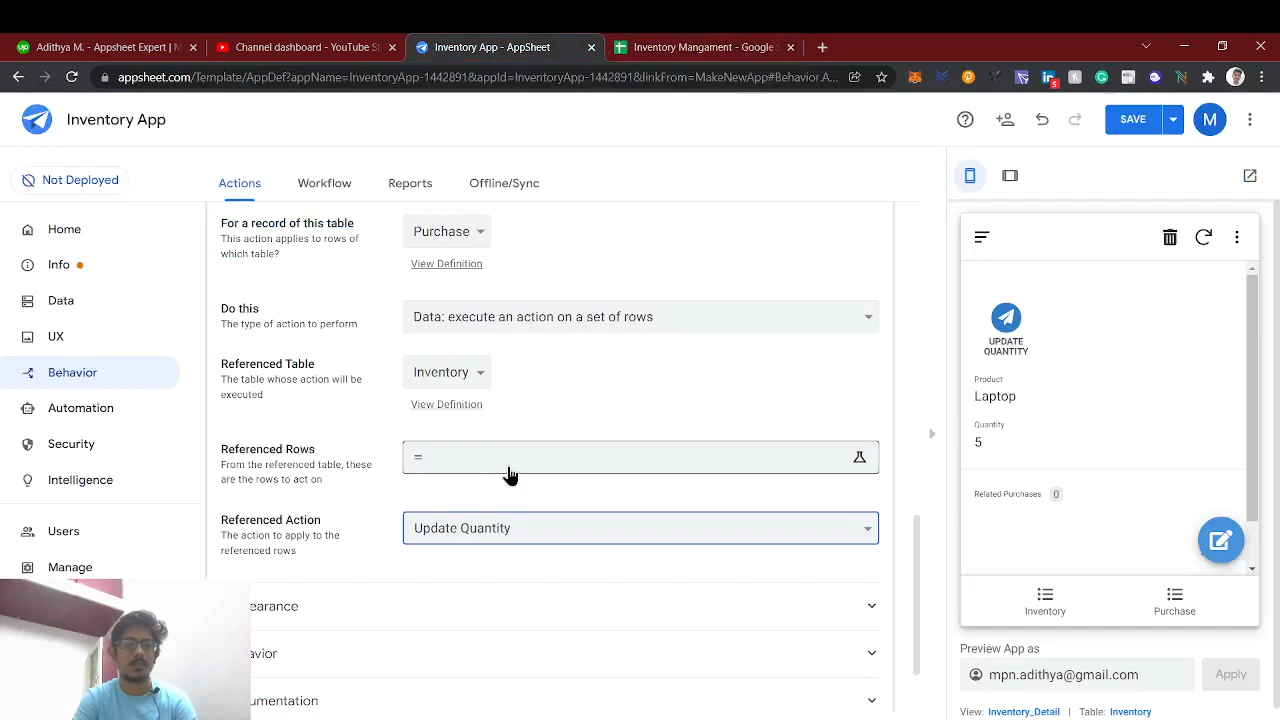 Adithya M. - Appsheet Expert | M
Channel dashboard - YouTube St
Inventory App - AppSheet
Inventory Mangament - Google S
appsheet.com/Template/AppDef?appName=InventoryApp-1442891&appId=InventoryApp-1442891&linkFrom=MakeNewApp#Behavior.A...
5
Inventory App
SAVE
M
Not Deployed
Actions
Workflow
Reports
Offline/Sync
Home
Info
Data
UX
Behavior
Automation
Security
Intelligence
Users
Manage
For a record of this table
This action applies to rows of
which table?
Purchase
View Definition
Do this
The type of action to perform
Data: execute an action on a set of rows
Referenced Table
The table whose action will be
executed
Inventory
View Definition
Referenced Rows
From the referenced table, these
are the rows to act on
=
Referenced Action
The action to apply to the
referenced rows
Update Quantity
earance
avior
umentation
UPDATE
QUANTITY
Product
Laptop
Quantity
5
Related Purchases 0
Inventory
Purchase
Preview App as
mpn.adithya@gmail.com
Apply
View: Inventory_Detail | Table: Inventory